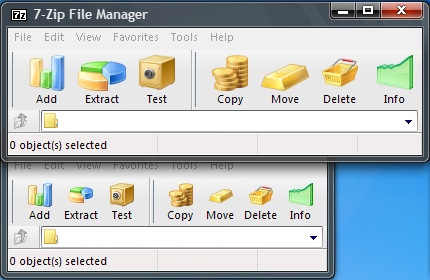 7-Zip File Manager
File Edit View Favorites Tools Help
Add Extract Test Copy Move Delete Info
0 object(s) selected
File Edit View Favorites Tools Help
Add Extract Test Copy Move Delete Info
0 object(s) selected